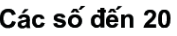 Các số đến 20